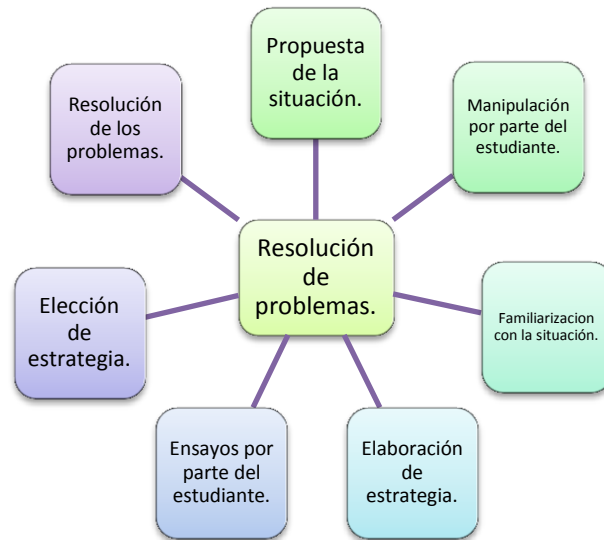 Propuesta
de la
situación.
Manipulación
por parte del
estudiante.
Familiarizacion
con la situación.
Elaboración
de
estrategia.
Ensayos por
parte del
estudiante.
Elección
de
estrategia.
Resolución
de los
problemas.
Resolución
de
problemas.